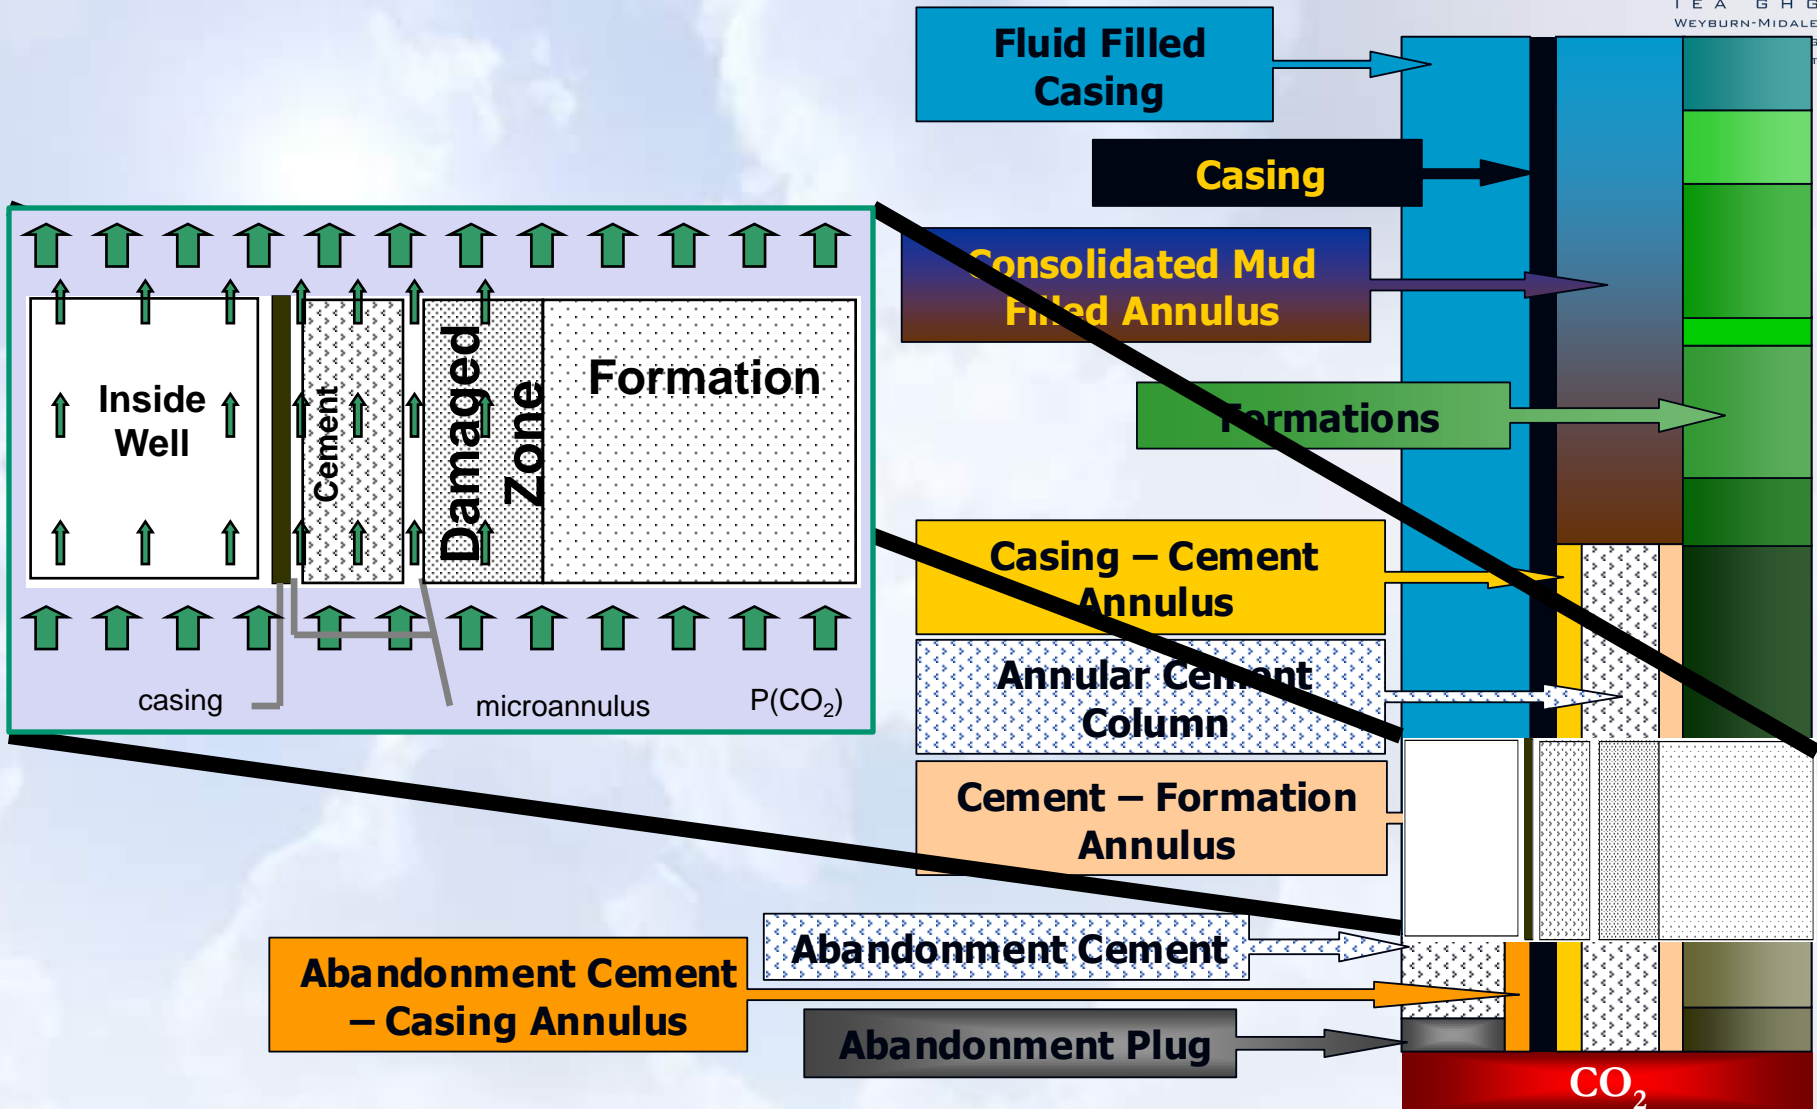 IEA GHG
WEYBURN-MIDALE
Fluid Filled
Casing
Casing
Consolidated Mud
Filled Annulus
Formations
Inside
Well
Cement
Damaged
Zone
Formation
casing
microannulus
P(CO₂)
Casing – Cement
Annulus
Annular Cement
Column
Cement – Formation
Annulus
Abandonment Cement
Abandonment Cement
– Casing Annulus
Abandonment Plug
CO₂